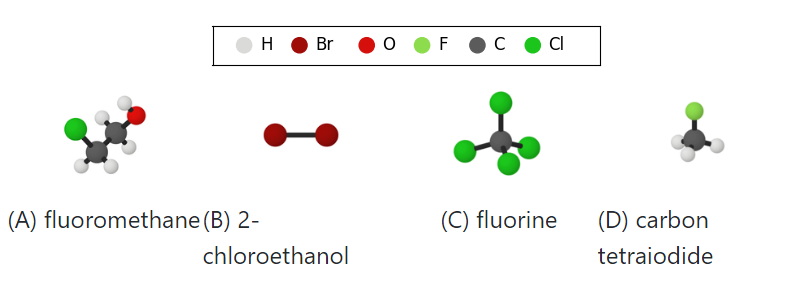 H Br O F C Cl
(A) fluoromethane (B) 2-
chloroethanol
(C) fluorine
(D) carbon
tetraiodide